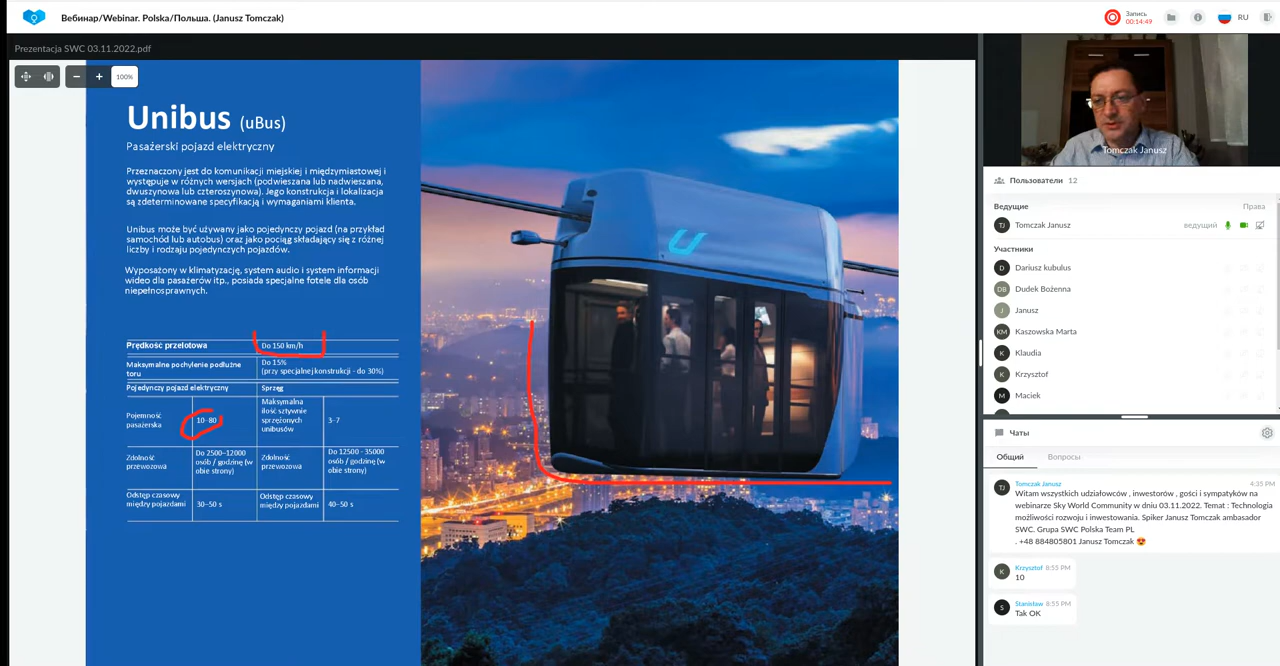 Вебинар/Webinar. Polska/Польша. (Janusz Tomczak)
Запись
00:14:49
RU
Prezentacja SWC 03.11.2022.pdf
100%
Unibus (uBus)
Pasażerski pojazd elektryczny
Przeznaczony jest do komunikacji miejskiej i międzymiastowej i
występuje w różnych wersjach (podwieszana lub nadwieszana,
dwuszynowa lub czteroszynowa). Jego konstrukcja i lokalizacja
są zdeterminowane specyfikacją i wymaganiami klienta.
Unibus może być używany jako pojedynczy pojazd (na przykład
samochód lub autobus) oraz jako pociąg składający się z różnej
liczby i rodzaju pojedynczych pojazdów.
Wyposażony w klimatyzację, system audio i system informacji
wideo dla pasażerów itp., posiada specjalne fotele dla osób
niepełnosprawnych.
Prędkość przelotowa
Do 150 km/h
Maksymalne pochylenie podłużne
toru
Do 15%
(przy specjalnej konstrukcji - do 30%)
Pojedynczy pojazd elektryczny
Sprzęg
Pojemność
pasażerska
10–80
Maksymalna
ilość sztywnie
sprzężonych
unibusów
3–7
Zdolność
przewozowa
Do 2500–12000
osób / godzinę (w
obie strony)
Zdolność
przewozowa
Do 12500 - 35000
osób / godzinę (w
obie strony)
Odstęp czasowy
między pojazdami
30–50 s
Odstęp czasowy
między pojazdami
40–50 s
Tomczak Janusz
Пользователи 12
Ведущие
Права
TJ Tomczak Janusz ведущий
Участники
D Dariusz kubulus
DB Dudek Bożenna
J Janusz
KM Kaszowska Marta
K Klaudia
K Krzysztof
M Maciek
Чаты
Общий
Вопросы
TJ Tomczak Janusz 4:35 PM
Witam wszystkich udziałowców , inwestorów , gości i sympatyków na
webinarze Sky World Community w dniu 03.11.2022. Temat : Technologia
możliwości rozwoju i inwestowania. Spiker Janusz Tomczak ambasador
SWC. Grupa SWC Polska Team PL
. +48 884805801 Janusz Tomczak 😍
K Krzysztof 8:55 PM
10
S Stanisław 8:55 PM
Tak OK